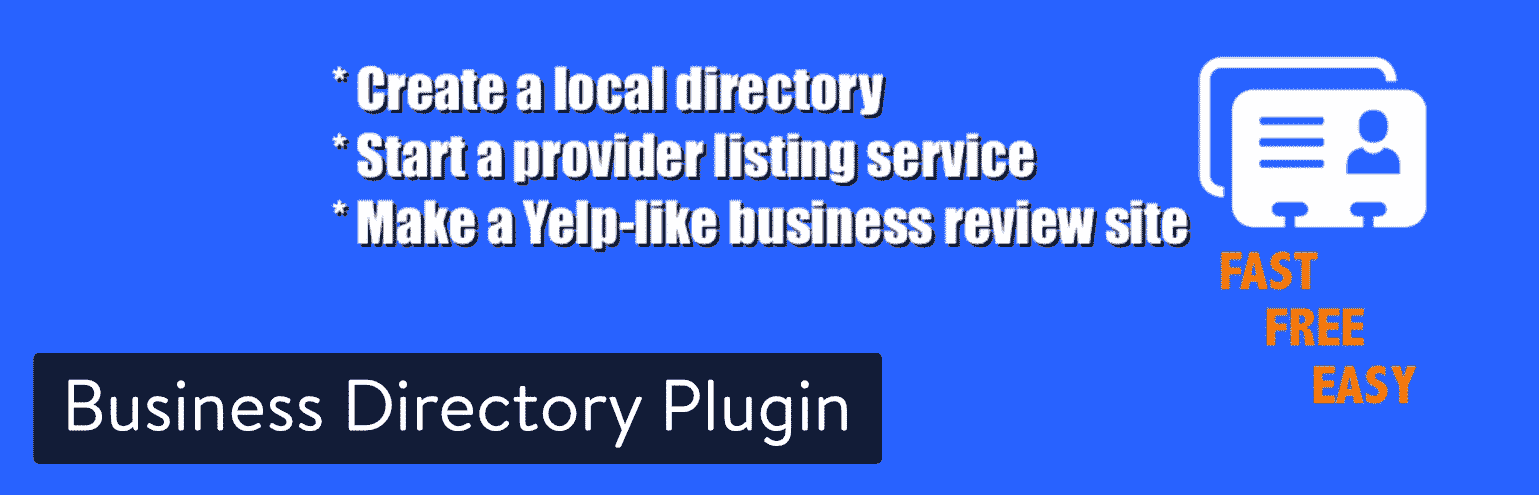 * Create a local directory
* Start a provider listing service
* Make a Yelp-like business review site
FAST
FREE
EASY
Business Directory Plugin